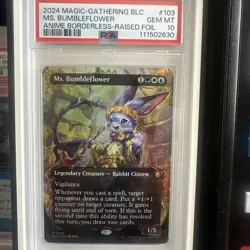 2024 MAGIC-GATHERING BLC #103
MS. BUMBLEFLOWER GEM MT
ANIME BORDERLESS-RAISED FOIL 10
PSA 111502630
Ms. Bumbleflower 1
Legendary Creature — Rabbit Citizen
Vigilance
Whenever you cast a spell, target
opponent draws a card. Put a +1/+1
counter on target creature. It gains
flying until end of turn. If this is the
second time this ability has resolved
this turn, you draw two cards.
1/5